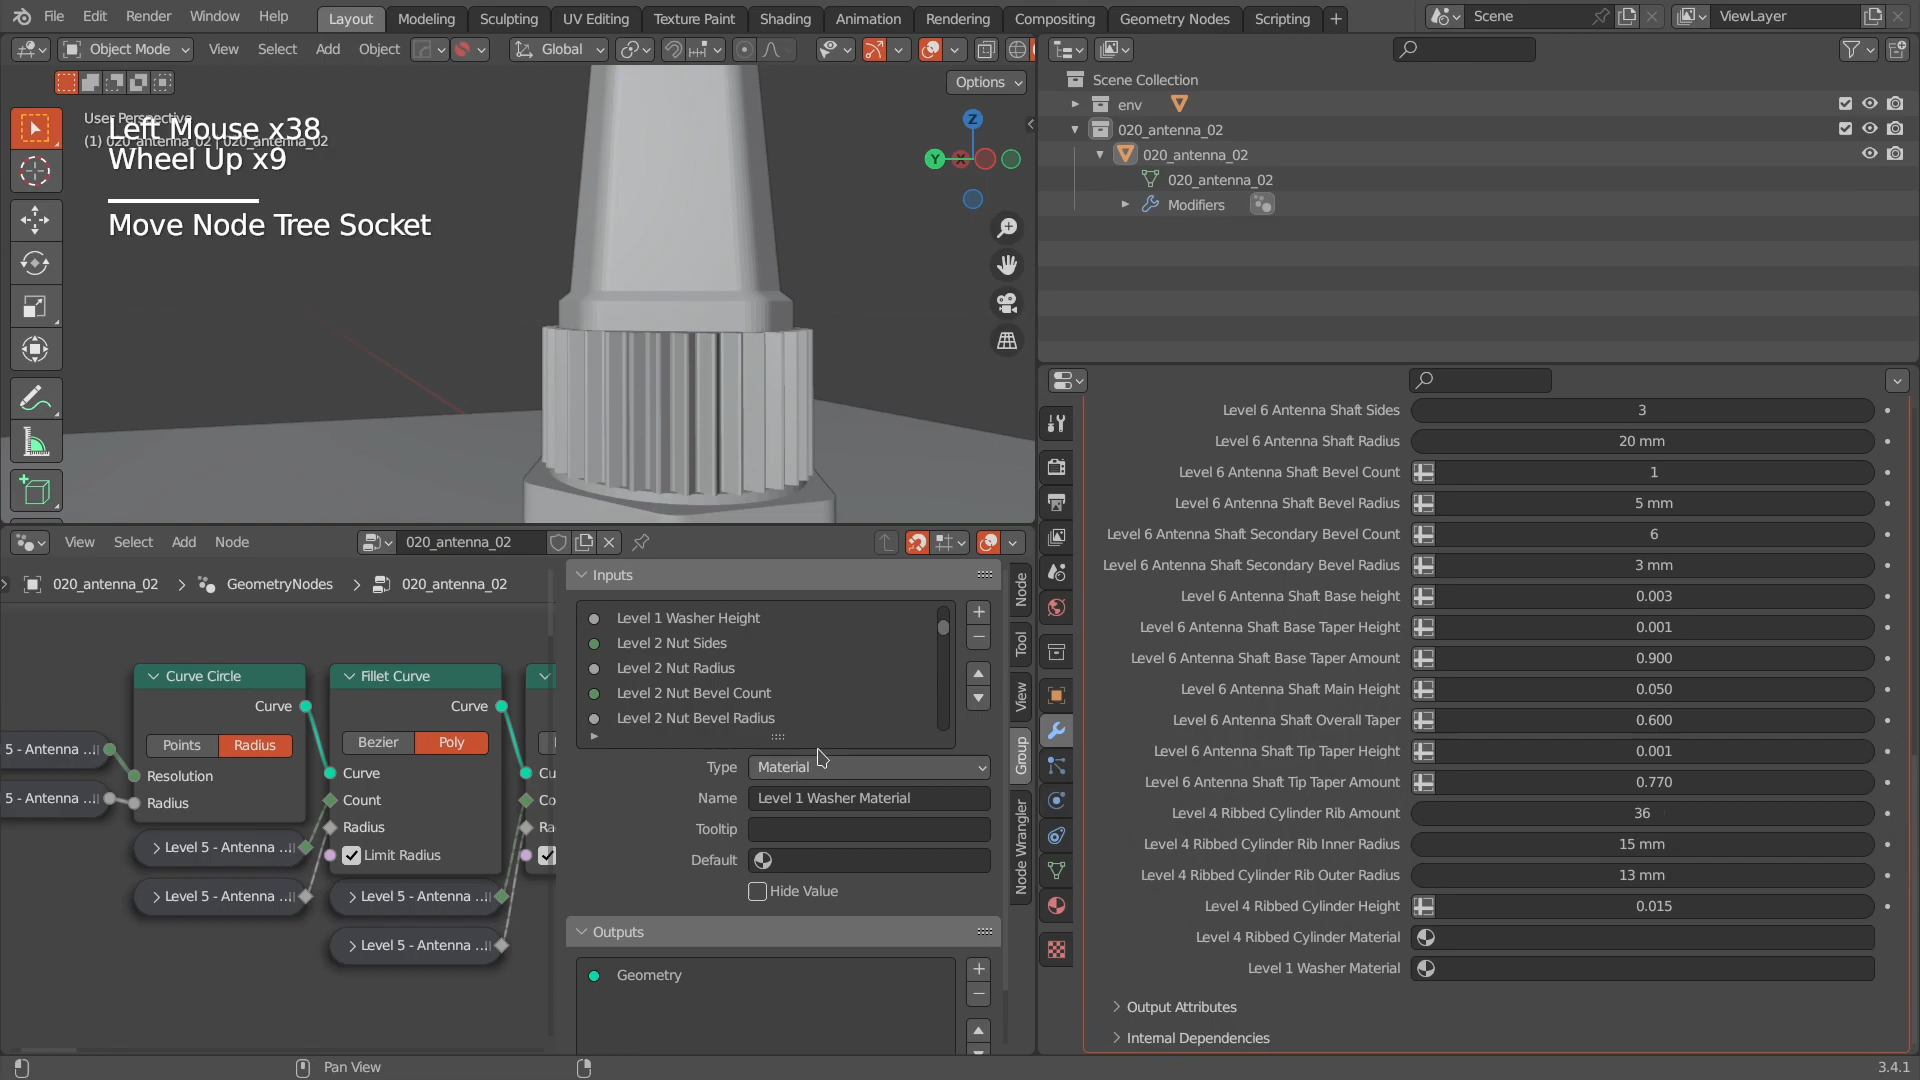 File Edit Render Window Help Layout Modeling Sculpting UV Editing Texture Paint Shading Animation Rendering Compositing Geometry Nodes Scripting + Scene ViewLayer
Object Mode View Select Add Object Global
Options
User Perspective
(1) 020_antenna_02 | 020_antenna_02
Left Mouse x38
Wheel Up x9
Move Node Tree Socket
Z
Y
X
Scene Collection
env
020_antenna_02
020_antenna_02
020_antenna_02
Modifiers
View Select Add Node 020_antenna_02
020_antenna_02 > GeometryNodes > 020_antenna_02
Curve Circle
Curve
Points Radius
Resolution
Radius
5 - Antenna ...
5 - Antenna ...
Level 5 - Antenna ...
Level 5 - Antenna ...
Fillet Curve
Curve
Bezier Poly
Curve
Count
Radius
Limit Radius
Level 5 - Antenna ...
Level 5 - Antenna ...
Cu
Co
Ra
Inputs
Level 1 Washer Height
Level 2 Nut Sides
Level 2 Nut Radius
Level 2 Nut Bevel Count
Level 2 Nut Bevel Radius
Type Material
Name Level 1 Washer Material
Tooltip
Default
Hide Value
Outputs
Geometry
Node
Tool
View
Group
Node Wrangler
Level 6 Antenna Shaft Sides 3
Level 6 Antenna Shaft Radius 20 mm
Level 6 Antenna Shaft Bevel Count 1
Level 6 Antenna Shaft Bevel Radius 5 mm
Level 6 Antenna Shaft Secondary Bevel Count 6
Level 6 Antenna Shaft Secondary Bevel Radius 3 mm
Level 6 Antenna Shaft Base height 0.003
Level 6 Antenna Shaft Base Taper Height 0.001
Level 6 Antenna Shaft Base Taper Amount 0.900
Level 6 Antenna Shaft Main Height 0.050
Level 6 Antenna Shaft Overall Taper 0.600
Level 6 Antenna Shaft Tip Taper Height 0.001
Level 6 Antenna Shaft Tip Taper Amount 0.770
Level 4 Ribbed Cylinder Rib Amount 36
Level 4 Ribbed Cylinder Rib Inner Radius 15 mm
Level 4 Ribbed Cylinder Rib Outer Radius 13 mm
Level 4 Ribbed Cylinder Height 0.015
Level 4 Ribbed Cylinder Material
Level 1 Washer Material
Output Attributes
Internal Dependencies
Pan View
3.4.1